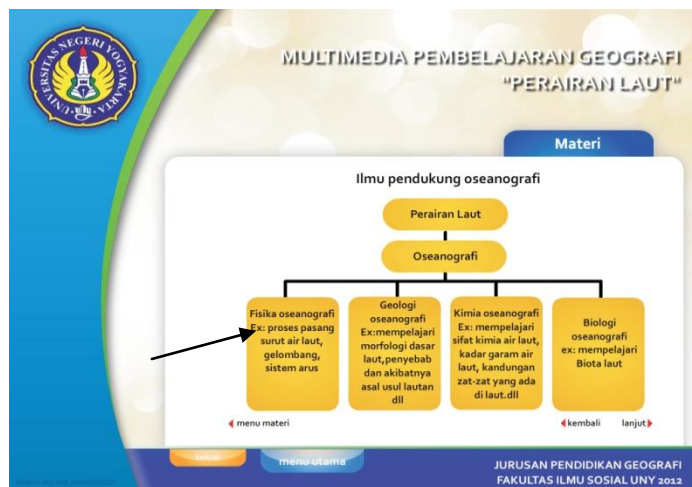 UNIVERSITAS NEGERI YOGYAKARTA
MULTIMEDIA PEMBELAJARAN GEOGRAFI
"PERAIRAN LAUT"
Materi
Ilmu pendukung oseanografi
Perairan Laut
Oseanografi
Fisika oseanografi
Ex: proses pasang
surut air laut,
gelombang,
sistem arus
Geologi
oseanografi
Ex:mempelajari
morfologi dasar
laut,penyebab
dan akibatnya
asal usul lautan
dll
Kimia oseanografi
Ex: mempelajari
sifat kimia air laut,
kadar garam air
laut, kandungan
zat-zat yang ada
di laut.dll
Biologi
oseanografi
ex: mempelajari
Biota laut
menu materi
kembali
lanjut
menu utama
JURUSAN PENDIDIKAN GEOGRAFI
FAKULTAS ILMU SOSIAL UNY 2012